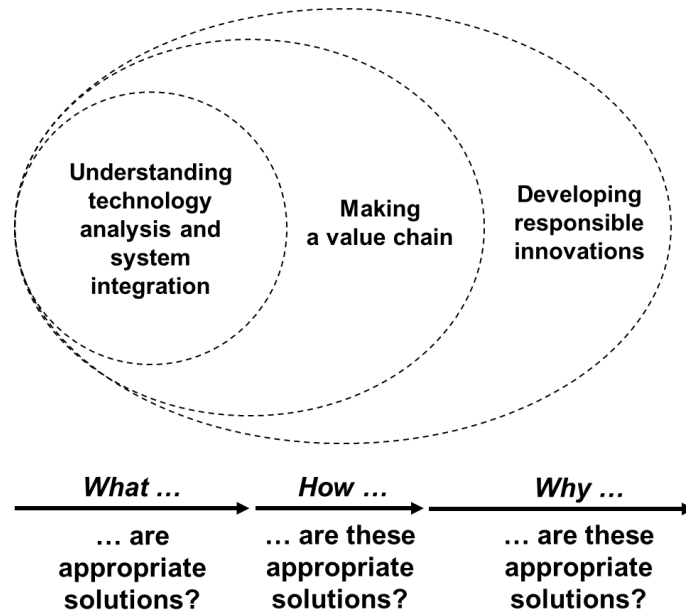 Understanding
technology
analysis and
system
integration
Making
a value chain
Developing
responsible
innovations
What …
How …
Why …
… are
appropriate
solutions?
… are these
appropriate
solutions?
… are these
appropriate
solutions?